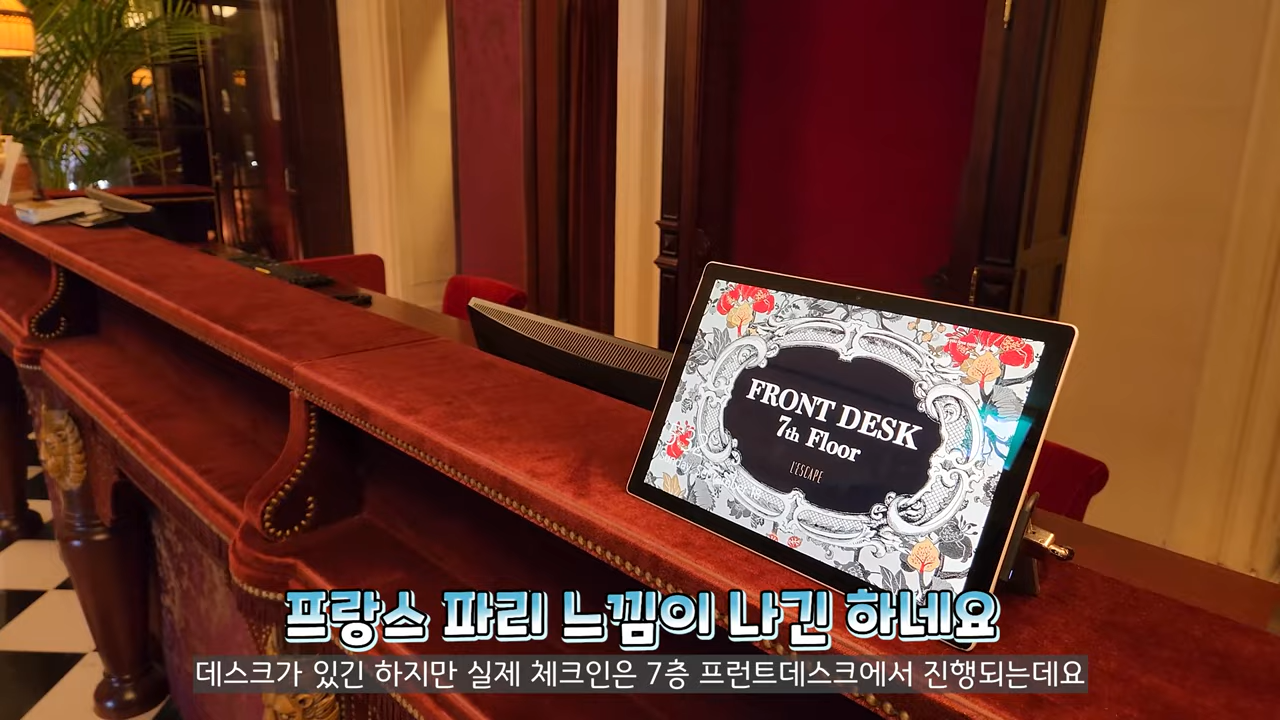 FRONT DESK
7th Floor
L'ESCAPE
프랑스 파리 느낌이 나긴 하네요
데스크가 있긴 하지만 실제 체크인은 7층 프런트데스크에서 진행되는데요